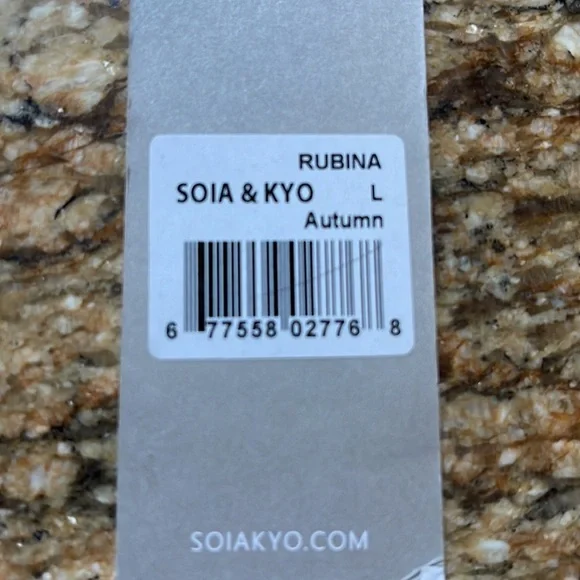 RUBINA
SOIA & KYO L
Autumn
6 77558 02776 8
SOIAKYO.COM